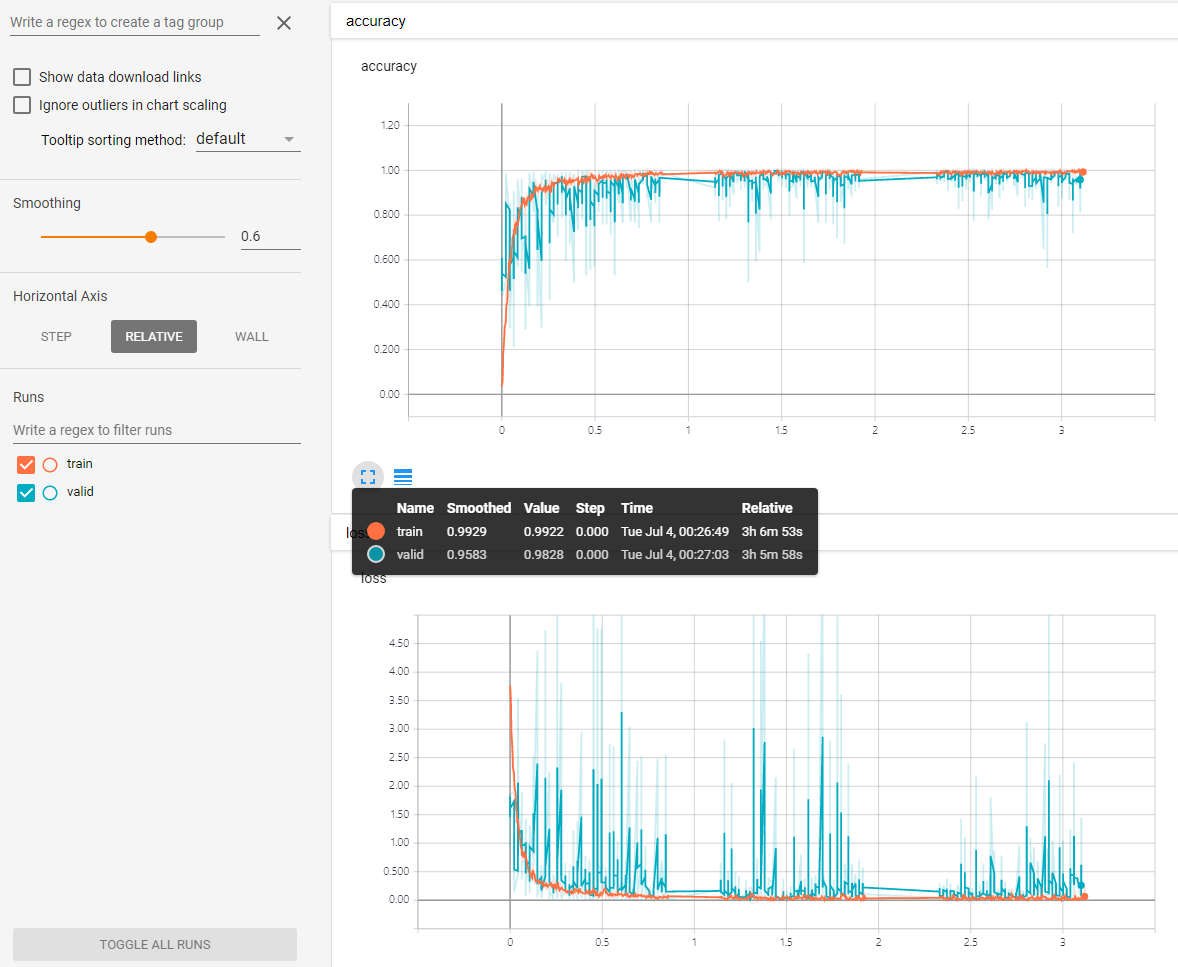 Write a regex to create a tag group
Show data download links
Ignore outliers in chart scaling
Tooltip sorting method: default
Smoothing
0.6
Horizontal Axis
STEP RELATIVE WALL
Runs
Write a regex to filter runs
train
valid
TOGGLE ALL RUNS
accuracy
accuracy
1.20
1.00
0.800
0.600
0.400
0.200
0.00
0 0.5 1 1.5 2 2.5 3
Name Smoothed Value Step Time Relative
train 0.9929 0.9922 0.000 Tue Jul 4, 00:26:49 3h 6m 53s
valid 0.9583 0.9828 0.000 Tue Jul 4, 00:27:03 3h 5m 58s
loss
loss
4.50
4.00
3.50
3.00
2.50
2.00
1.50
1.00
0.500
0.00
0 0.5 1 1.5 2 2.5 3